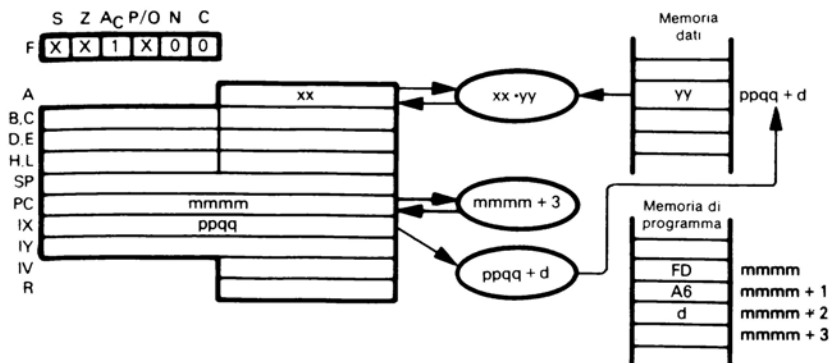 S Z AC P/O N C
F X X 1 X 0 0
Memoria
dati
A xx
xx · yy
yy ppqq + d
B,C
D.E
H.L
SP
PC mmmm
mmmm + 3
IX ppqq
IY
ppqq + d
IV
R
Memoria di
programma
FD mmmm
A6 mmmm + 1
d mmmm + 2
mmmm + 3